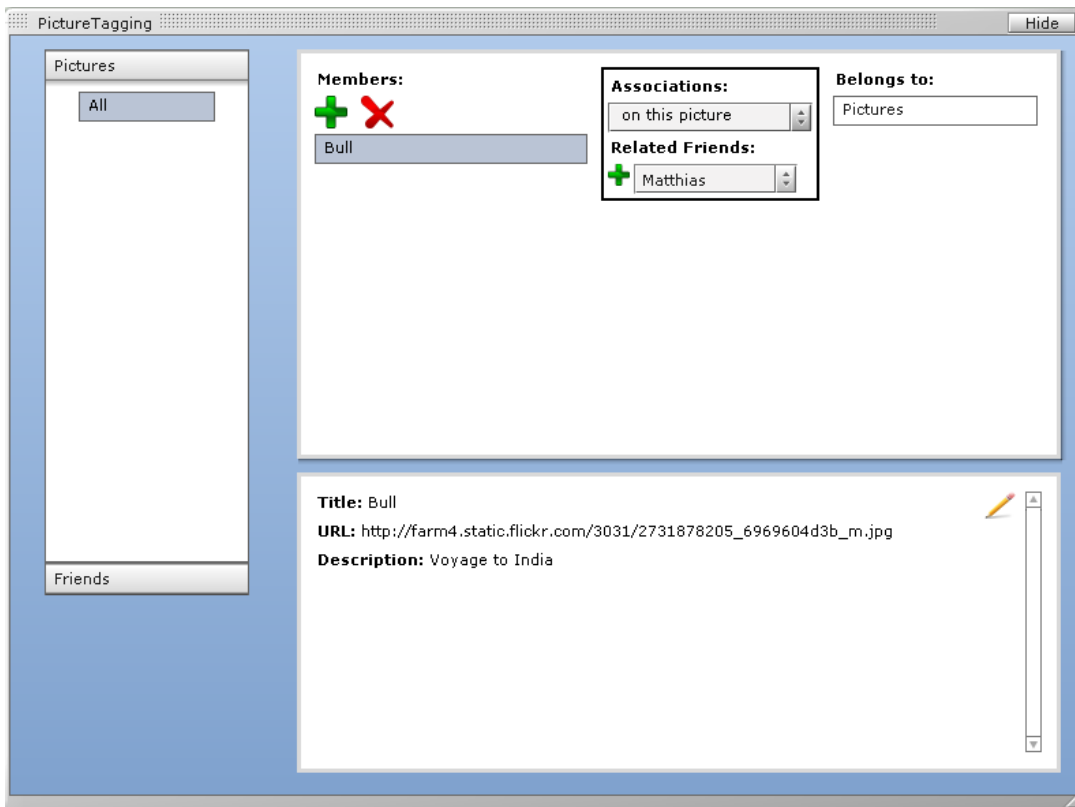 PictureTagging
Hide
Pictures
All
Friends
Members:
Bull
Associations:
on this picture
Related Friends:
Matthias
Belongs to:
Pictures
Title: Bull
URL: http://farm4.static.flickr.com/3031/2731878205_6969604d3b_m.jpg
Description: Voyage to India